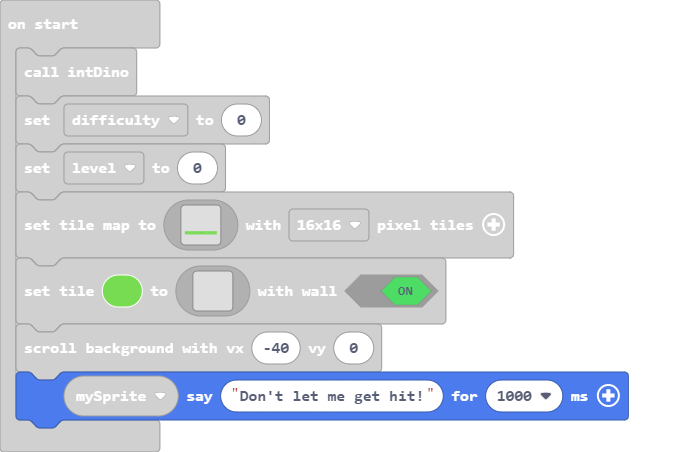 on start
call intDino
set difficulty to 0
set level to 0
set tile map to with 16x16 pixel tiles
set tile to with wall ON
scroll background with vx -40 vy 0
mySprite say "Don't let me get hit!" for 1000 ms